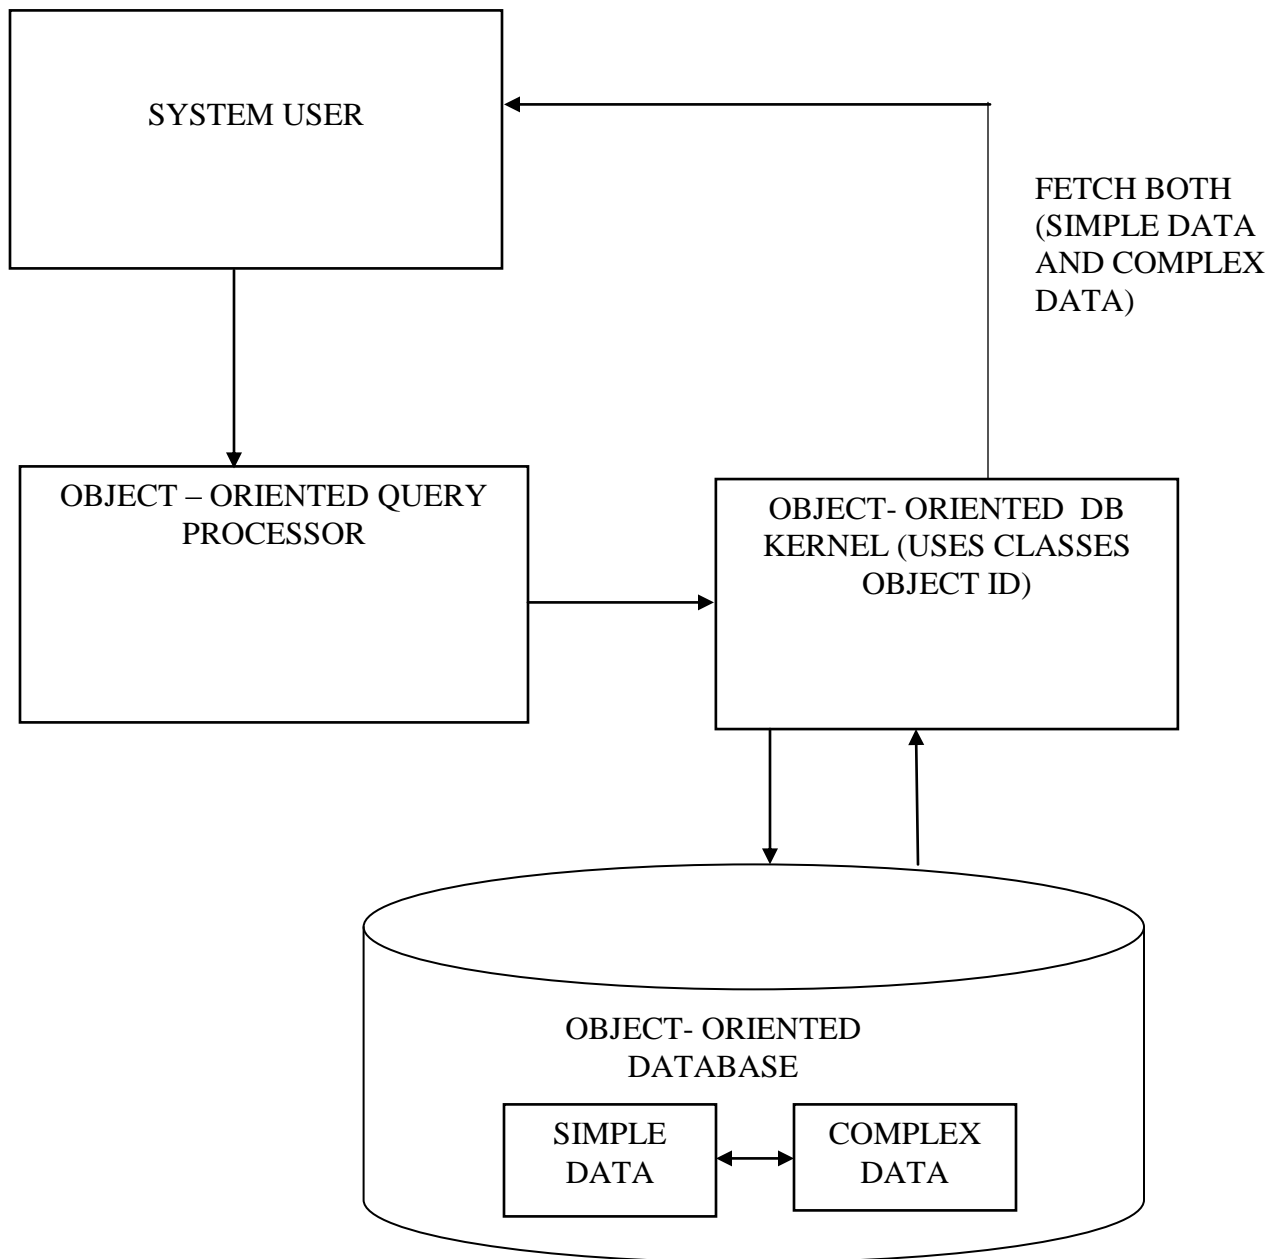 SYSTEM USER
FETCH BOTH
(SIMPLE DATA
AND COMPLEX
DATA)
OBJECT – ORIENTED QUERY
PROCESSOR
OBJECT- ORIENTED  DB
KERNEL (USES CLASSES
OBJECT ID)
OBJECT- ORIENTED
DATABASE
SIMPLE
DATA
COMPLEX
DATA